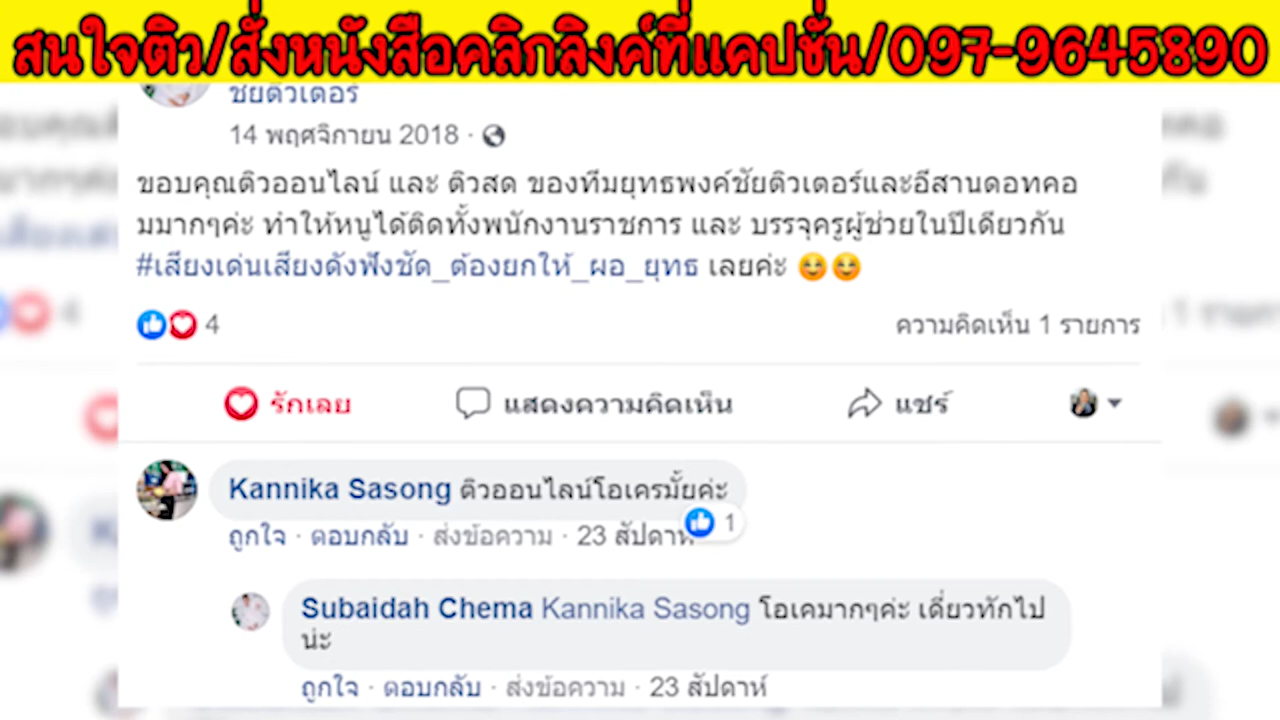 สนใจติว/สั่งหนังสือคลิกลิงค์ที่แคปชั่น/097-9645890
ชัยติวเตอร์
14 พฤศจิกายน 2018 ·
ขอบคุณติวออนไลน์ และ ติวสด ของทีมยุทธพงค์ชัยติวเตอร์และอีสานดอทคอ
มมากๆค่ะ ทำให้หนูได้ติดทั้งพนักงานราชการ และ บรรจุครูผู้ช่วยในปีเดียวกัน
#เสียงเด่นเสียงดังฟังชัด_ต้องยกให้_ผอ_ยุทธ เลยค่ะ 😊😊
4 ความคิดเห็น 1 รายการ
รักเลย แสดงความคิดเห็น แชร์
Kannika Sasong ติวออนไลน์โอเครมั้ยค่ะ
ถูกใจ · ตอบกลับ · ส่งข้อความ · 23 สัปดาห์ 1
Subaidah Chema Kannika Sasong โอเคมากๆค่ะ เดี่ยวทักไป
น่ะ
ถูกใจ · ตอบกลับ · ส่งข้อความ · 23 สัปดาห์